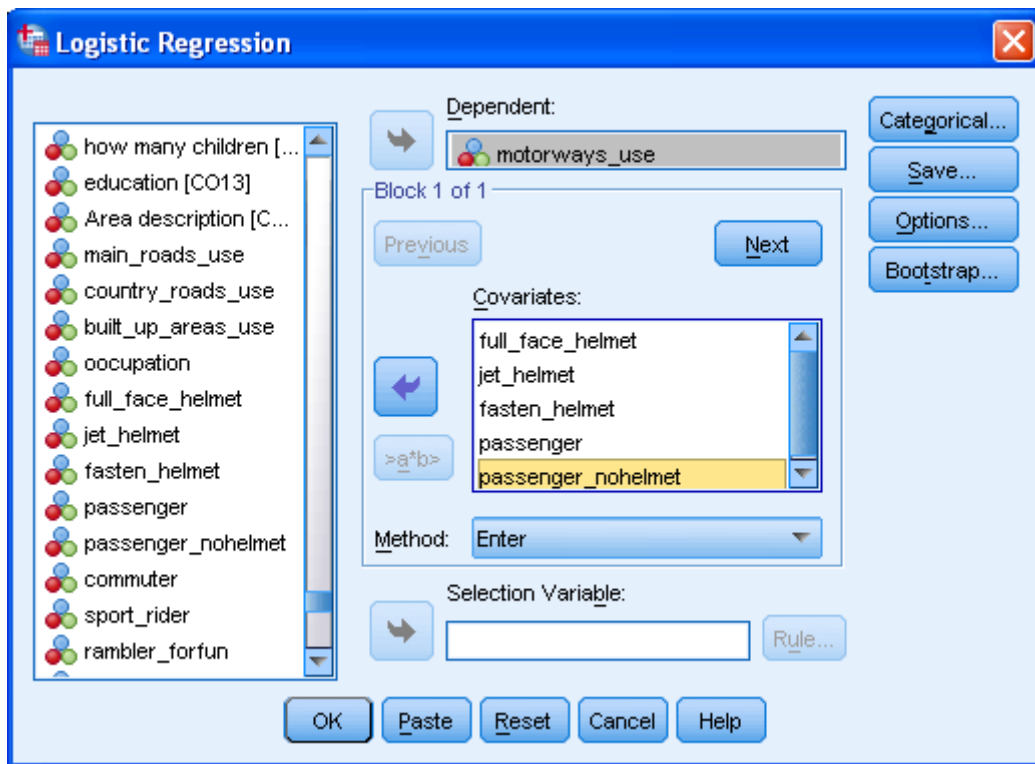 Logistic Regression
how many children [...
education [CO13]
Area description [C...
main_roads_use
country_roads_use
built_up_areas_use
oocupation
full_face_helmet
jet_helmet
fasten_helmet
passenger
passenger_nohelmet
commuter
sport_rider
rambler_forfun
Dependent:
motorways_use
Block 1 of 1
Previous
Next
Covariates:
full_face_helmet
jet_helmet
fasten_helmet
passenger
passenger_nohelmet
>a*b>
Method:
Enter
Selection Variable:
Rule...
Categorical...
Save...
Options...
Bootstrap...
OK
Paste
Reset
Cancel
Help